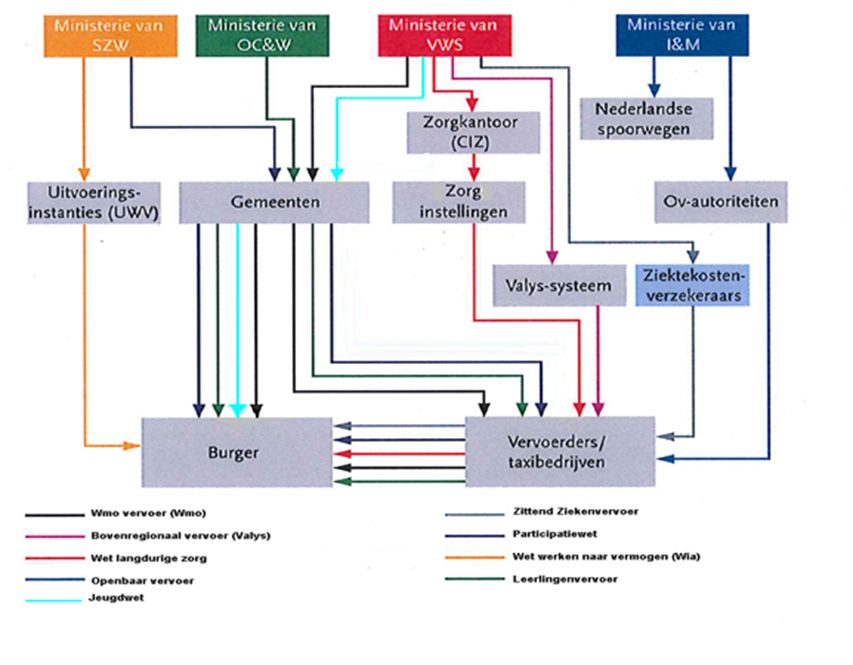 Ministerie van
SZW
Ministerie van
OC&W
Ministerie van
VWS
Ministerie van
I&M
Zorgkantoor
(CIZ)
Nederlandse
spoorwegen
Uitvoerings-
instanties (UWV)
Gemeenten
Zorg
instellingen
Ov-autoriteiten
Valys-systeem
Ziektekosten-
verzekeraars
Burger
Vervoerders/
taxibedrijven
Wmo vervoer (Wmo)
Bovenregionaal vervoer (Valys)
Wet langdurige zorg
Openbaar vervoer
Jeugdwet
Zittend Ziekenvervoer
Participatiewet
Wet werken naar vermogen (Wia)
Leerlingenvervoer